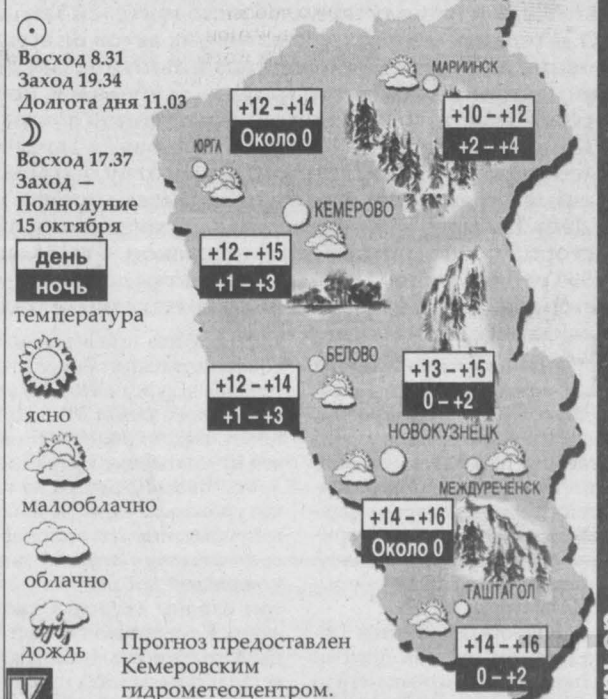 Восход 8.31
Заход 19.34
Долгота дня 11.03
Восход 17.37
Заход —
Полнолуние
15 октября
день
ночь
температура
ясно
малооблачно
облачно
дождь
МАРИИНСК
+10 – +12
+2 – +4
+12 – +14
Около 0
ЮРГА
КЕМЕРОВО
+12 – +15
+1 – +3
БЕЛОВО
+12 – +14
+1 – +3
+13 – +15
0 – +2
НОВОКУЗНЕЦК
МЕЖДУРЕЧЕНСК
+14 – +16
Около 0
ТАШТАГОЛ
+14 – +16
0 – +2
Прогноз предоставлен
Кемеровским
гидрометеоцентром.